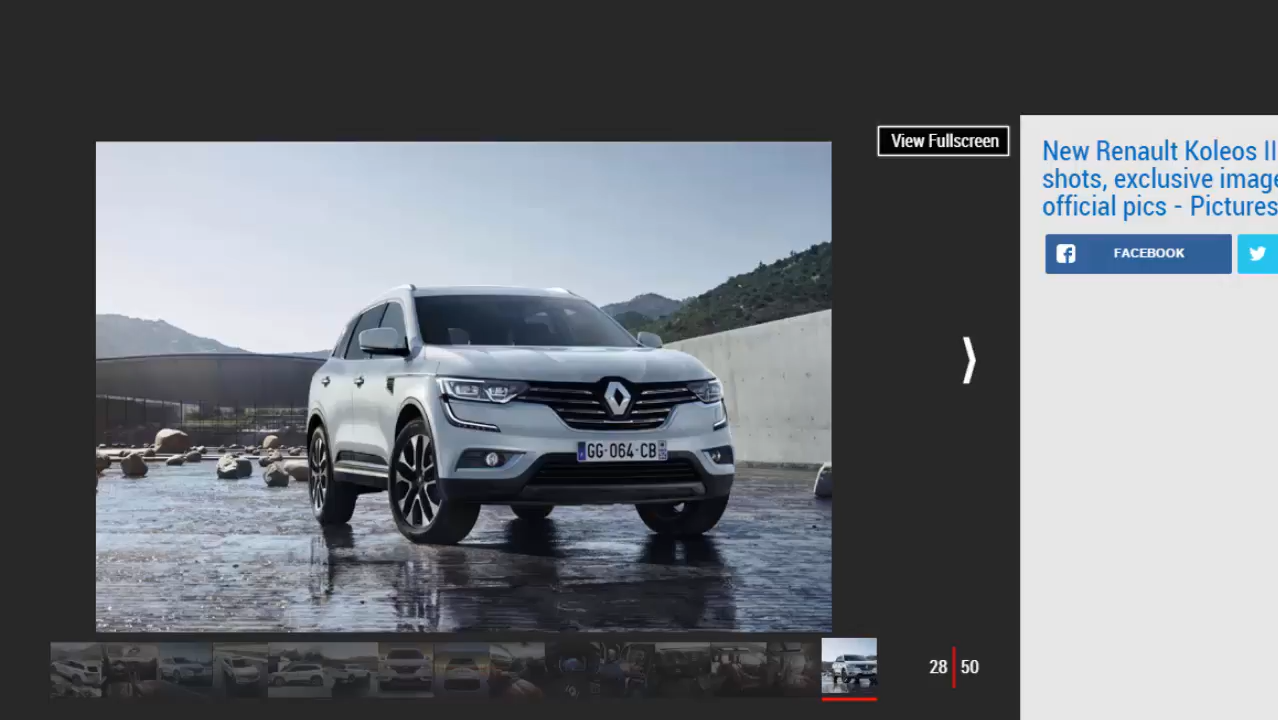 View Fullscreen
New Renault Koleos II
shots, exclusive image
official pics - Pictures
FACEBOOK
GG-064-CB
28 50